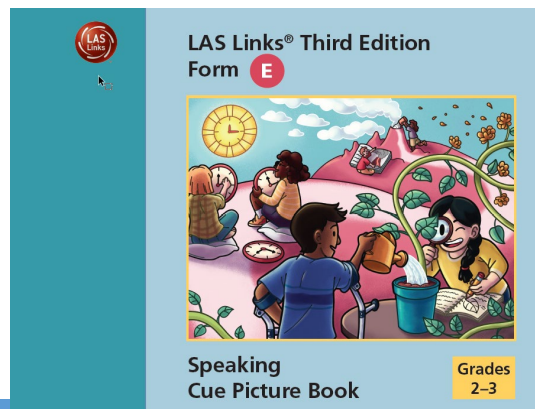 LAS
Links
LAS Links® Third Edition
Form E
Speaking
Cue Picture Book
Grades
2–3